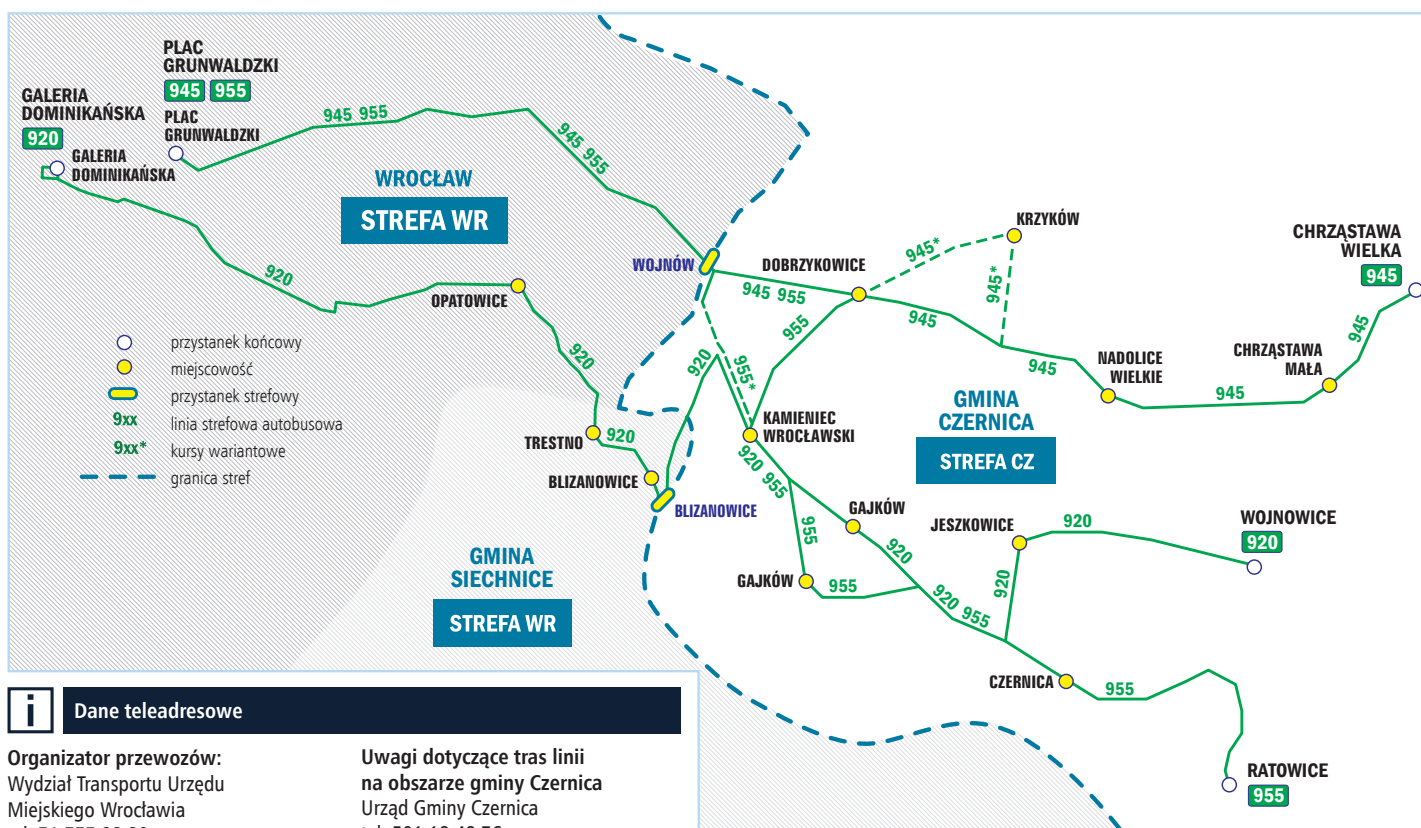 PLAC
GRUNWALDZKI
945 955
GALERIA
DOMINIKAŃSKA
920
PLAC
GRUNWALDZKI
GALERIA
DOMINIKAŃSKA
945 955
945 955
WROCŁAW
STREFA WR
920
OPATOWICE
WOJNÓW
DOBRZYKOWICE
945 955
945*
KRZYKÓW
945*
CHRZĄSTAWA
WIELKA
945
945
945
955
920
955*
920
NADOLICE
WIELKIE
945
945
CHRZĄSTAWA
MAŁA
przystanek końcowy
miejscowość
przystanek strefowy
9xx linia strefowa autobusowa
9xx* kursy wariantowe
granica stref
TRESTNO
920
BLIZANOWICE
BLIZANOWICE
KAMIENIEC
WROCŁAWSKI
GMINA
CZERNICA
STREFA CZ
920 955
955
GAJKÓW
920
GAJKÓW
955
920 955
JESZKOWICE
920
920
WOJNOWICE
920
GMINA
SIECHNICE
STREFA WR
CZERNICA
955
RATOWICE
955
i
Dane teleadresowe
Organizator przewozów:
Wydział Transportu Urzędu
Miejskiego Wrocławia
Uwagi dotyczące tras linii
na obszarze gminy Czernica
Urząd Gminy Czernica